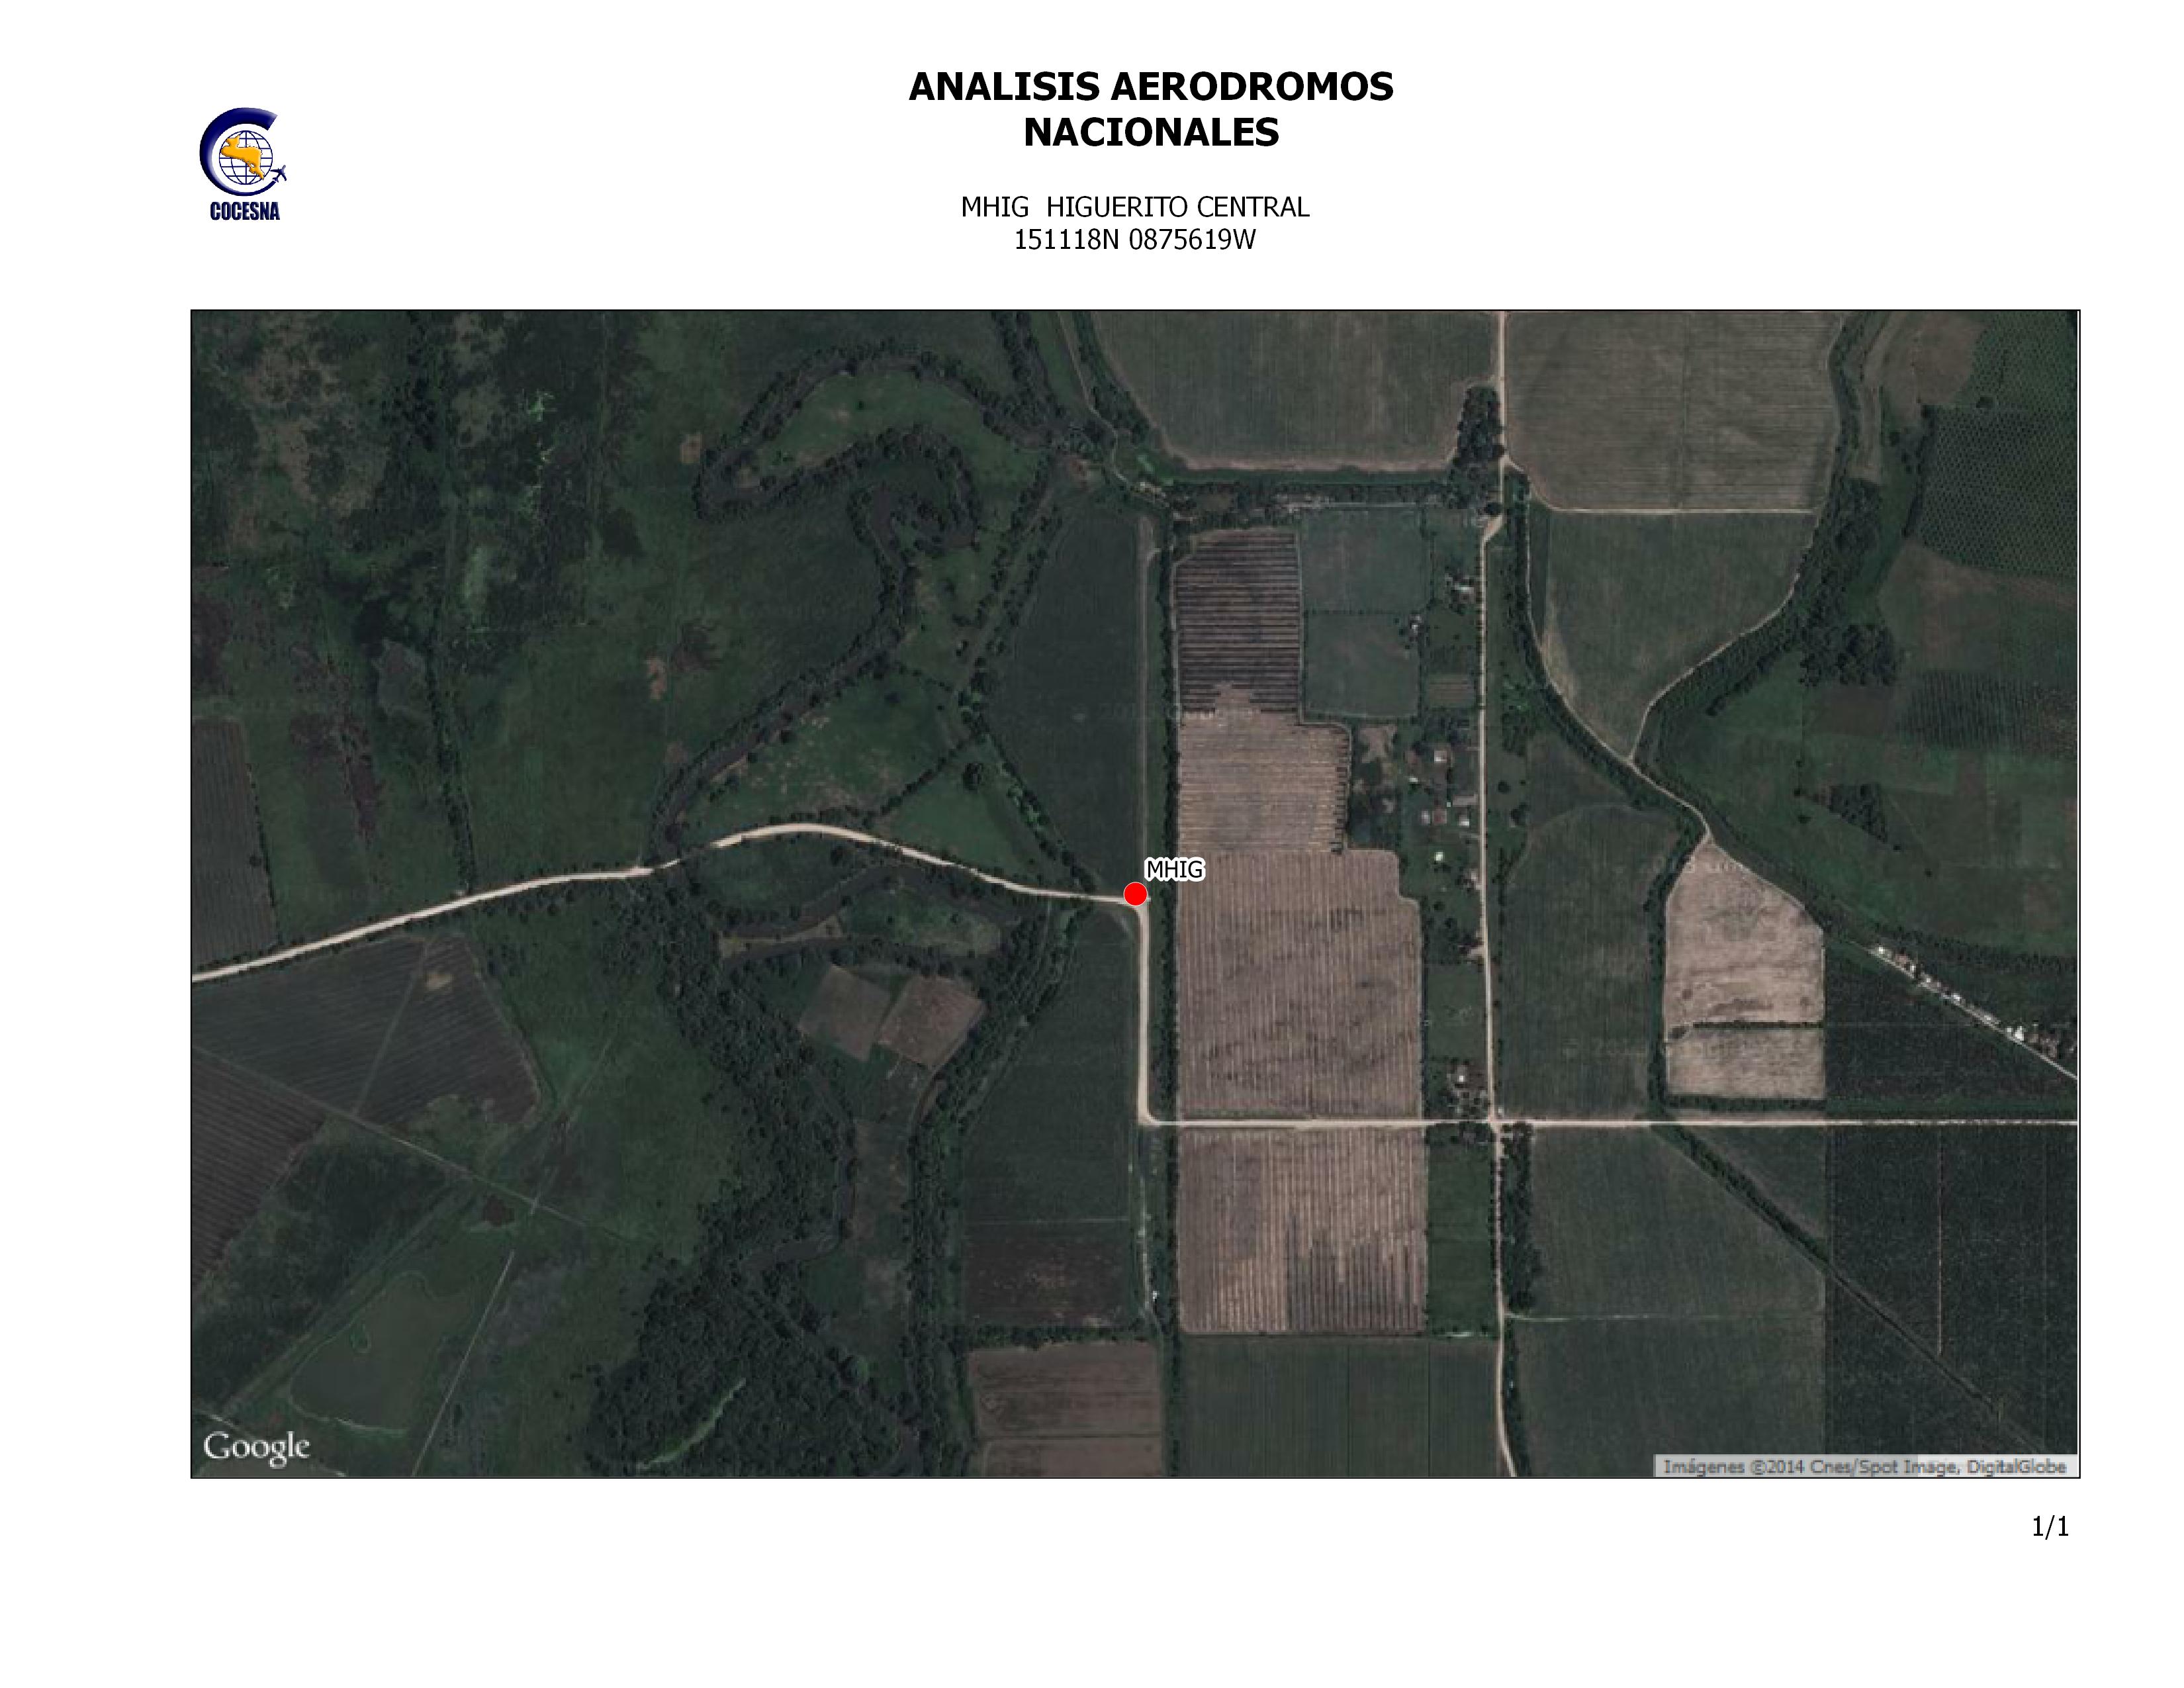 ANALISIS AERODROMOS
NACIONALES
COCESNA
MHIG  HIGUERITO CENTRAL
151118N 0875619W
MHIG
Google
Imágenes ©2014 Cnes/Spot Image, DigitalGlobe
1/1